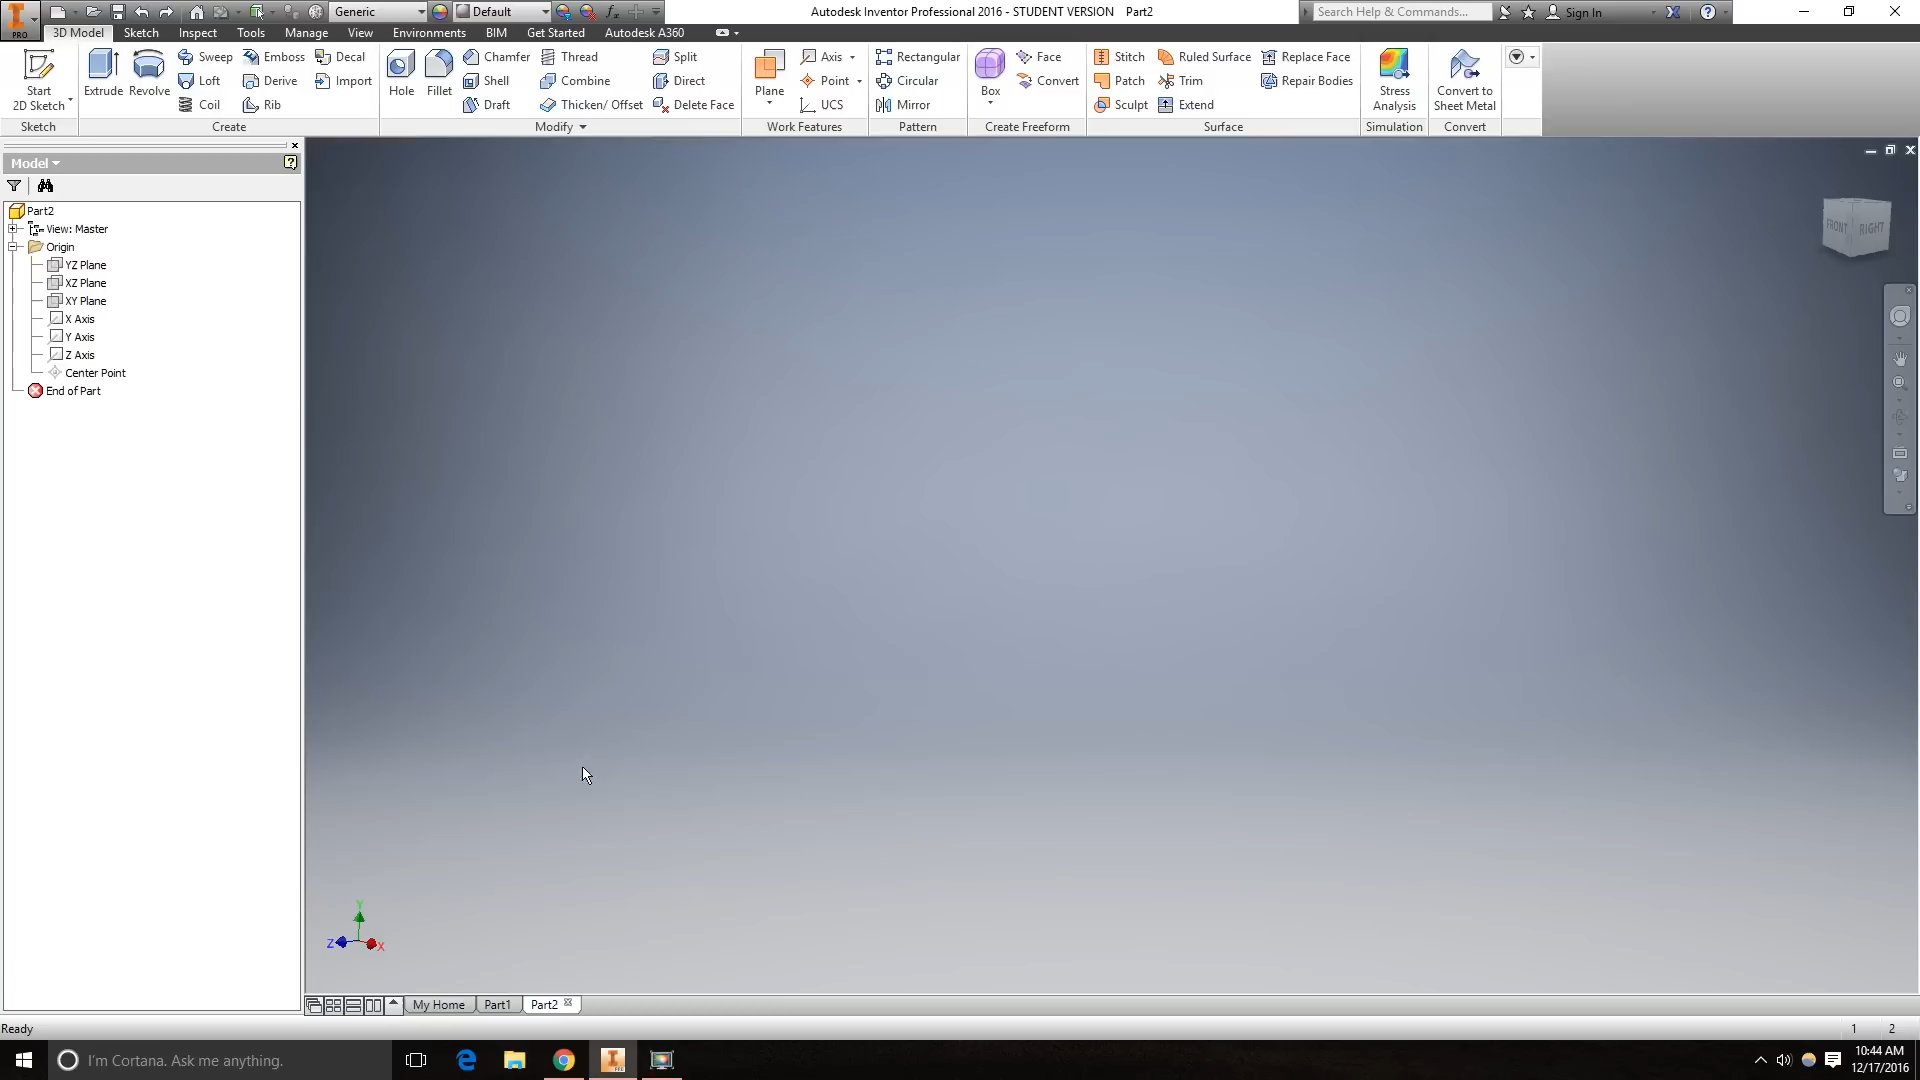 Generic Default Autodesk Inventor Professional 2016 - STUDENT VERSION Part2 Search Help & Commands... Sign In
PRO 3D Model Sketch Inspect Tools Manage View Environments BIM Get Started Autodesk A360
Start 2D Sketch
Extrude Revolve
Sweep Emboss Decal
Loft Derive Import
Coil Rib
Hole Fillet
Chamfer Thread Split
Shell Combine Direct
Draft Thicken/ Offset Delete Face
Plane
Axis
Point
UCS
Rectangular
Circular
Mirror
Box
Face
Convert
Stitch Ruled Surface Replace Face
Patch Trim Repair Bodies
Sculpt Extend
Stress Analysis
Convert to Sheet Metal
Sketch Create Modify Work Features Pattern Create Freeform Surface Simulation Convert
Model
Part2
View: Master
Origin
YZ Plane
XZ Plane
XY Plane
X Axis
Y Axis
Z Axis
Center Point
End of Part
FRONT RIGHT
Y
Z X
My Home Part1 Part2
Ready 1 2
I'm Cortana. Ask me anything.
PRO
10:44 AM
12/17/2016